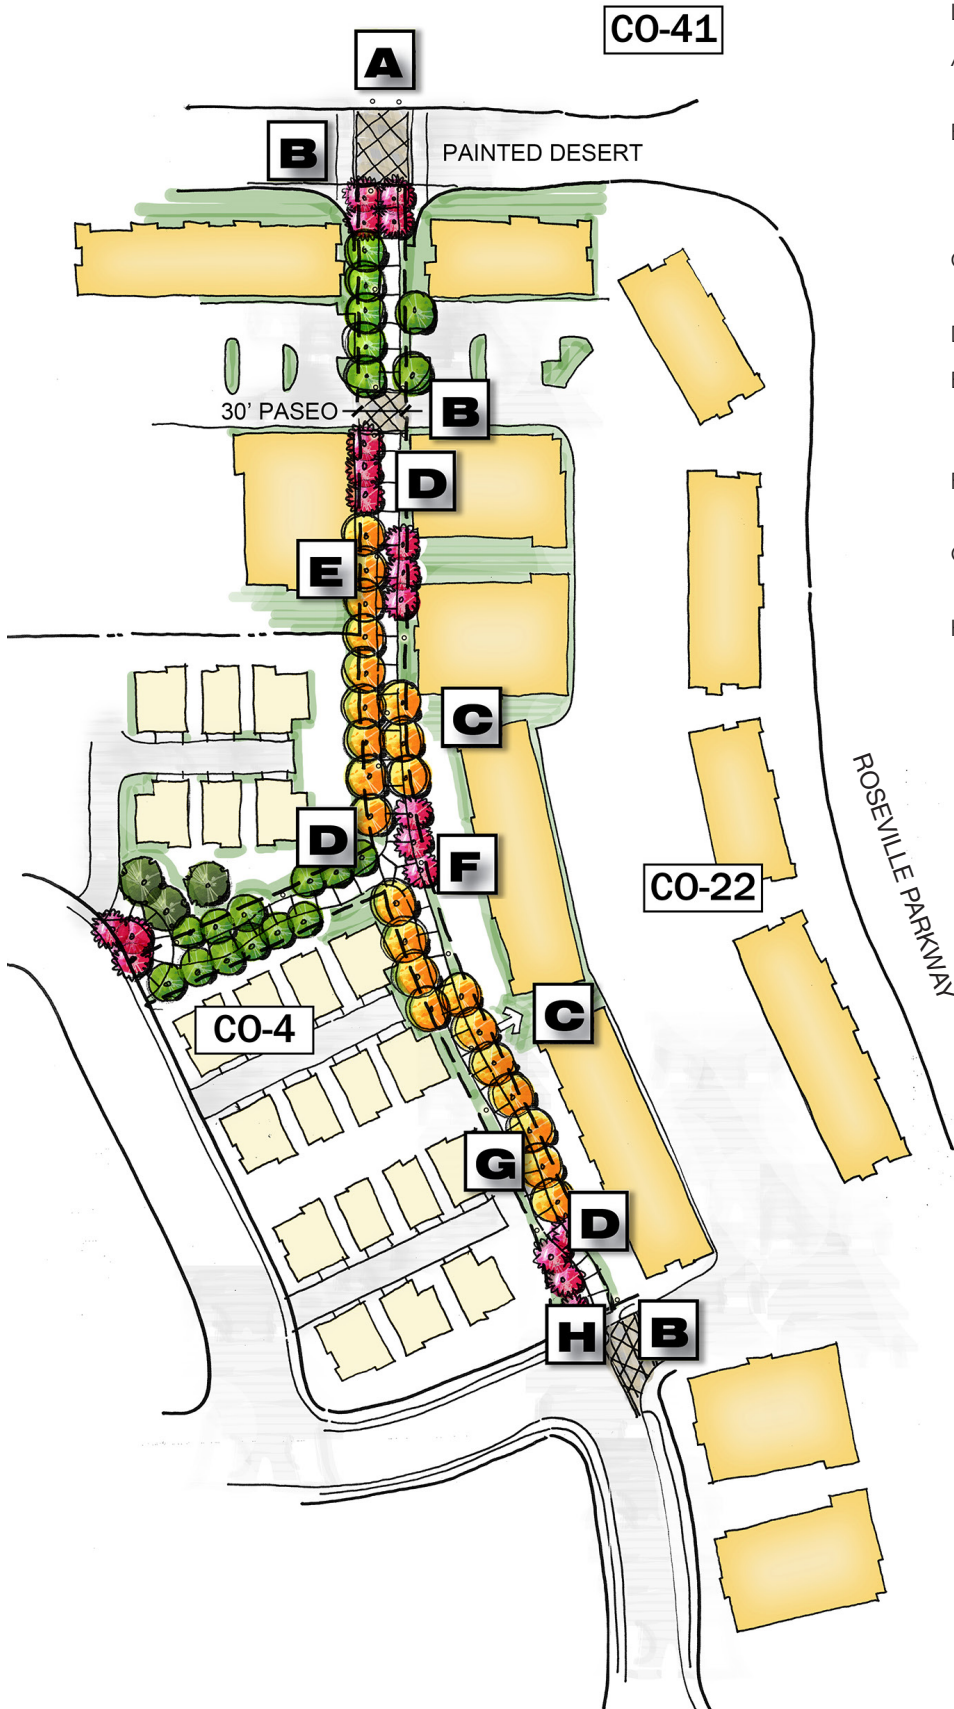 CO-41
A
B
PAINTED DESERT
30' PASEO
B
D
E
C
D
F
CO-22
ROSEVILLE PARKWAY
CO-4
C
G
D
H
B